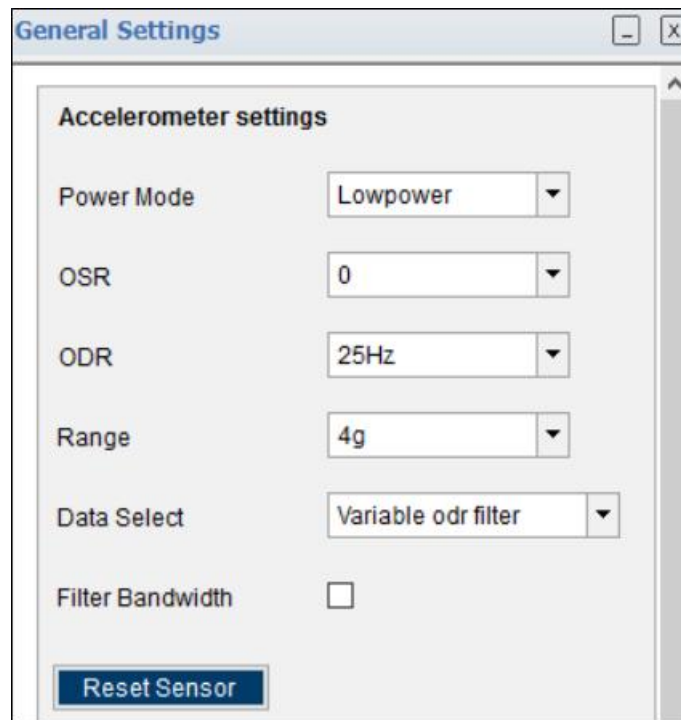 General Settings
Accelerometer settings
Power Mode Lowpower
OSR 0
ODR 25Hz
Range 4g
Data Select Variable odr filter
Filter Bandwidth
Reset Sensor